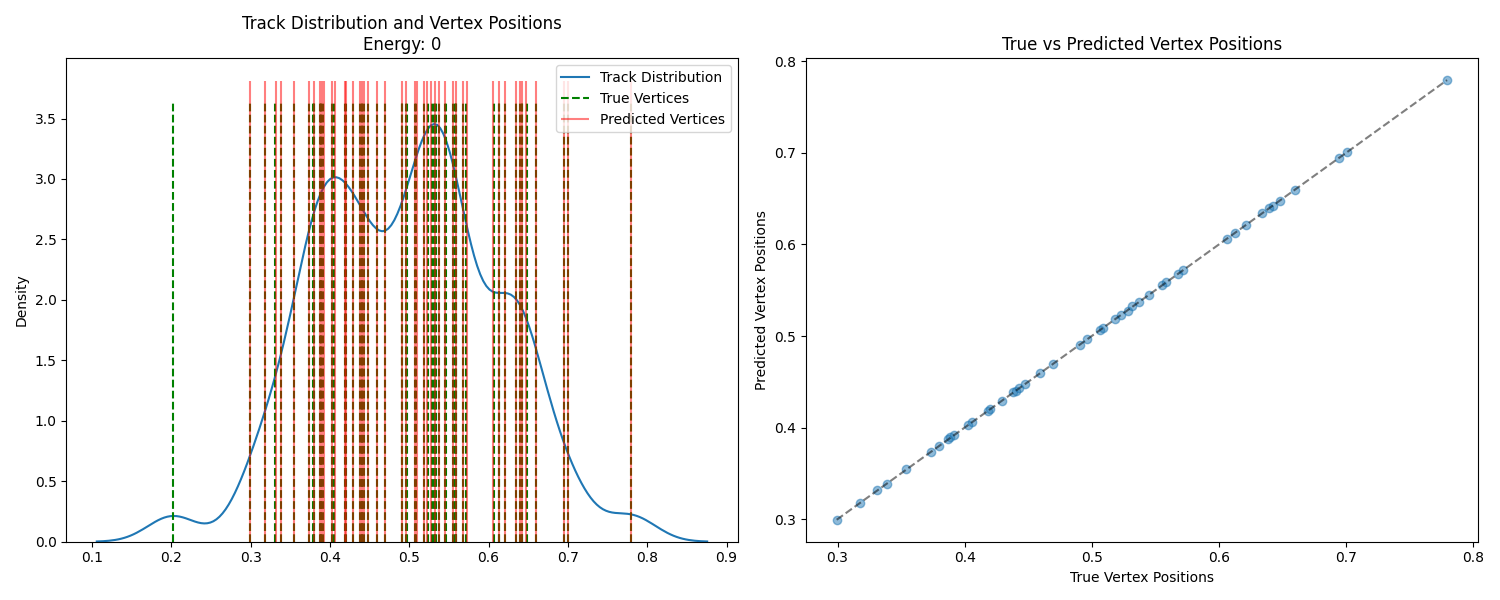 Track Distribution and Vertex Positions
Energy: 0
Track Distribution
True Vertices
Predicted Vertices
Density
3.5
3.0
2.5
2.0
1.5
1.0
0.5
0.0
0.1 0.2 0.3 0.4 0.5 0.6 0.7 0.8 0.9
True vs Predicted Vertex Positions
Predicted Vertex Positions
0.8
0.7
0.6
0.5
0.4
0.3
0.3 0.4 0.5 0.6 0.7 0.8
True Vertex Positions